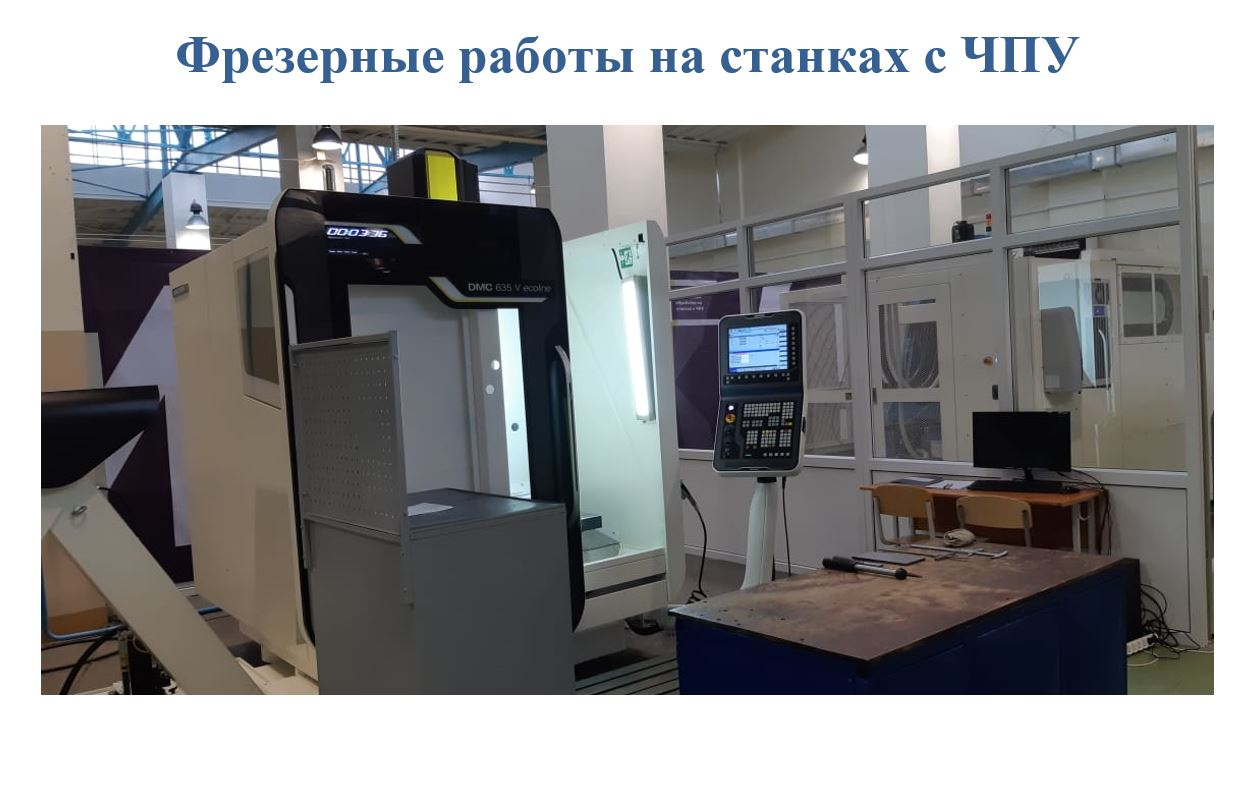 Фрезерные работы на станках с ЧПУ
000336
DMC 635 V ecoline